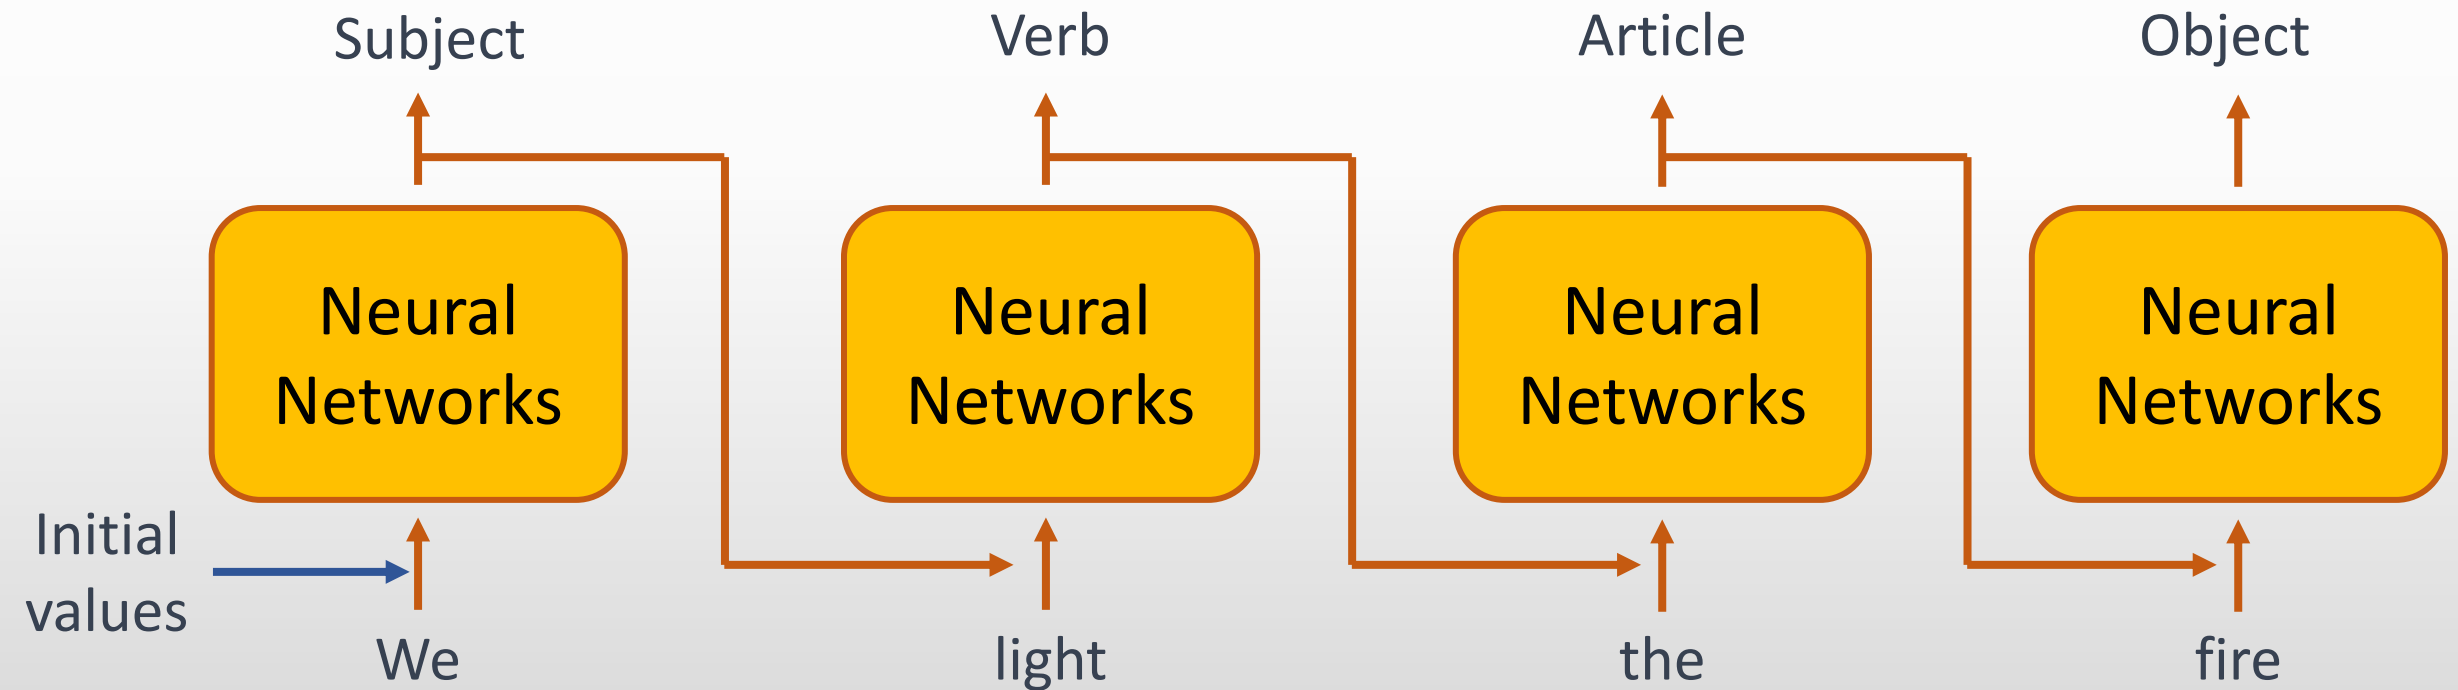 Subject
Verb
Article
Object
Neural
Networks
Neural
Networks
Neural
Networks
Neural
Networks
Initial
values
We
light
the
fire